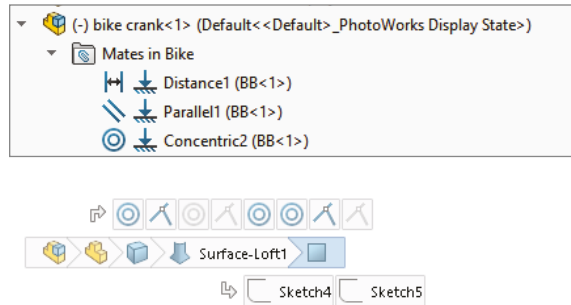 (-) bike crank<1> (Default<<Default>_PhotoWorks Display State>)
Mates in Bike
Distance1 (BB<1>)
Parallel1 (BB<1>)
Concentric2 (BB<1>)
Surface-Loft1
Sketch4 Sketch5